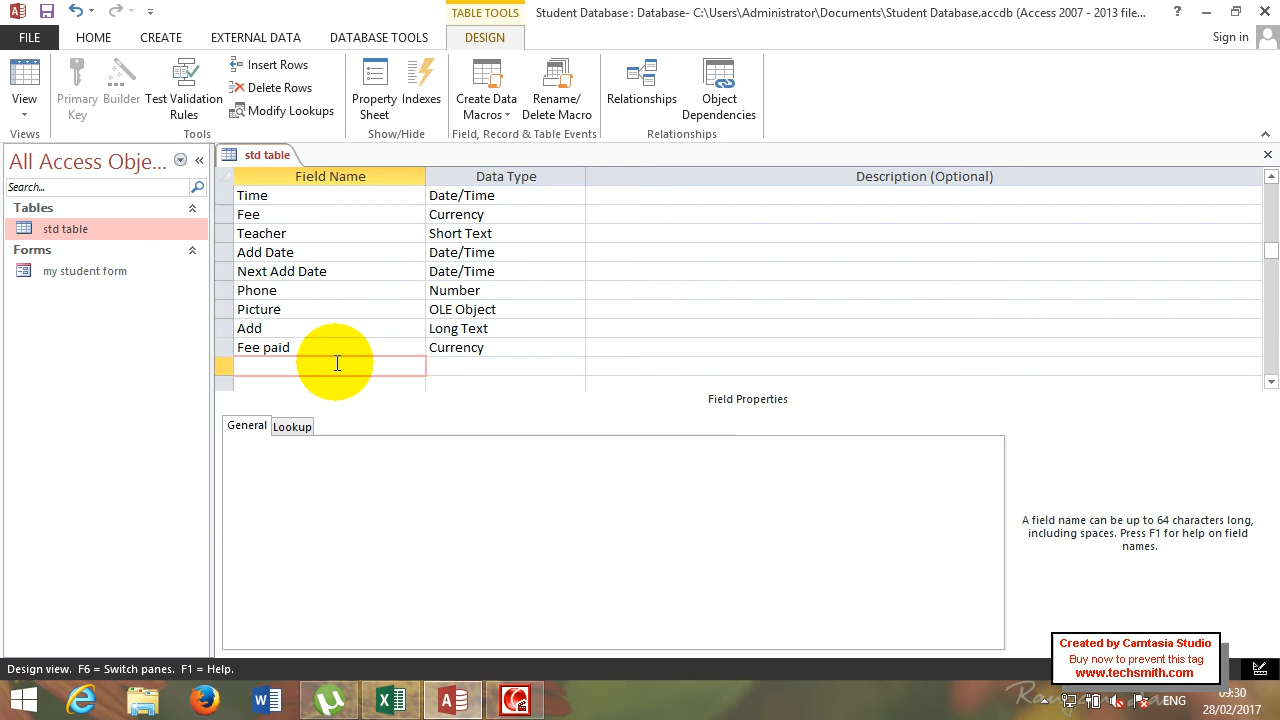 TABLE TOOLS
Student Database : Database- C:\Users\Administrator\Documents\Student Database.accdb (Access 2007 - 2013 file...
?
FILE
HOME
CREATE
EXTERNAL DATA
DATABASE TOOLS
DESIGN
Sign in
View
Primary Key
Builder
Test Validation Rules
Insert Rows
Delete Rows
Modify Lookups
Property Sheet
Indexes
Create Data Macros
Rename/ Delete Macro
Relationships
Object Dependencies
Views
Tools
Show/Hide
Field, Record & Table Events
Relationships
All Access Obje...
Search...
Tables
std table
Forms
my student form
std table
Field Name Data Type Description (Optional)
Time Date/Time
Fee Currency
Teacher Short Text
Add Date Date/Time
Next Add Date Date/Time
Phone Number
Picture OLE Object
Add Long Text
Fee paid Currency
Field Properties
General Lookup
A field name can be up to 64 characters long,
including spaces. Press F1 for help on field
names.
Created by Camtasia Studio
Buy now to prevent this tag
www.techsmith.com
Design view. F6 = Switch panes. F1 = Help.
ENG
09:30
28/02/2017